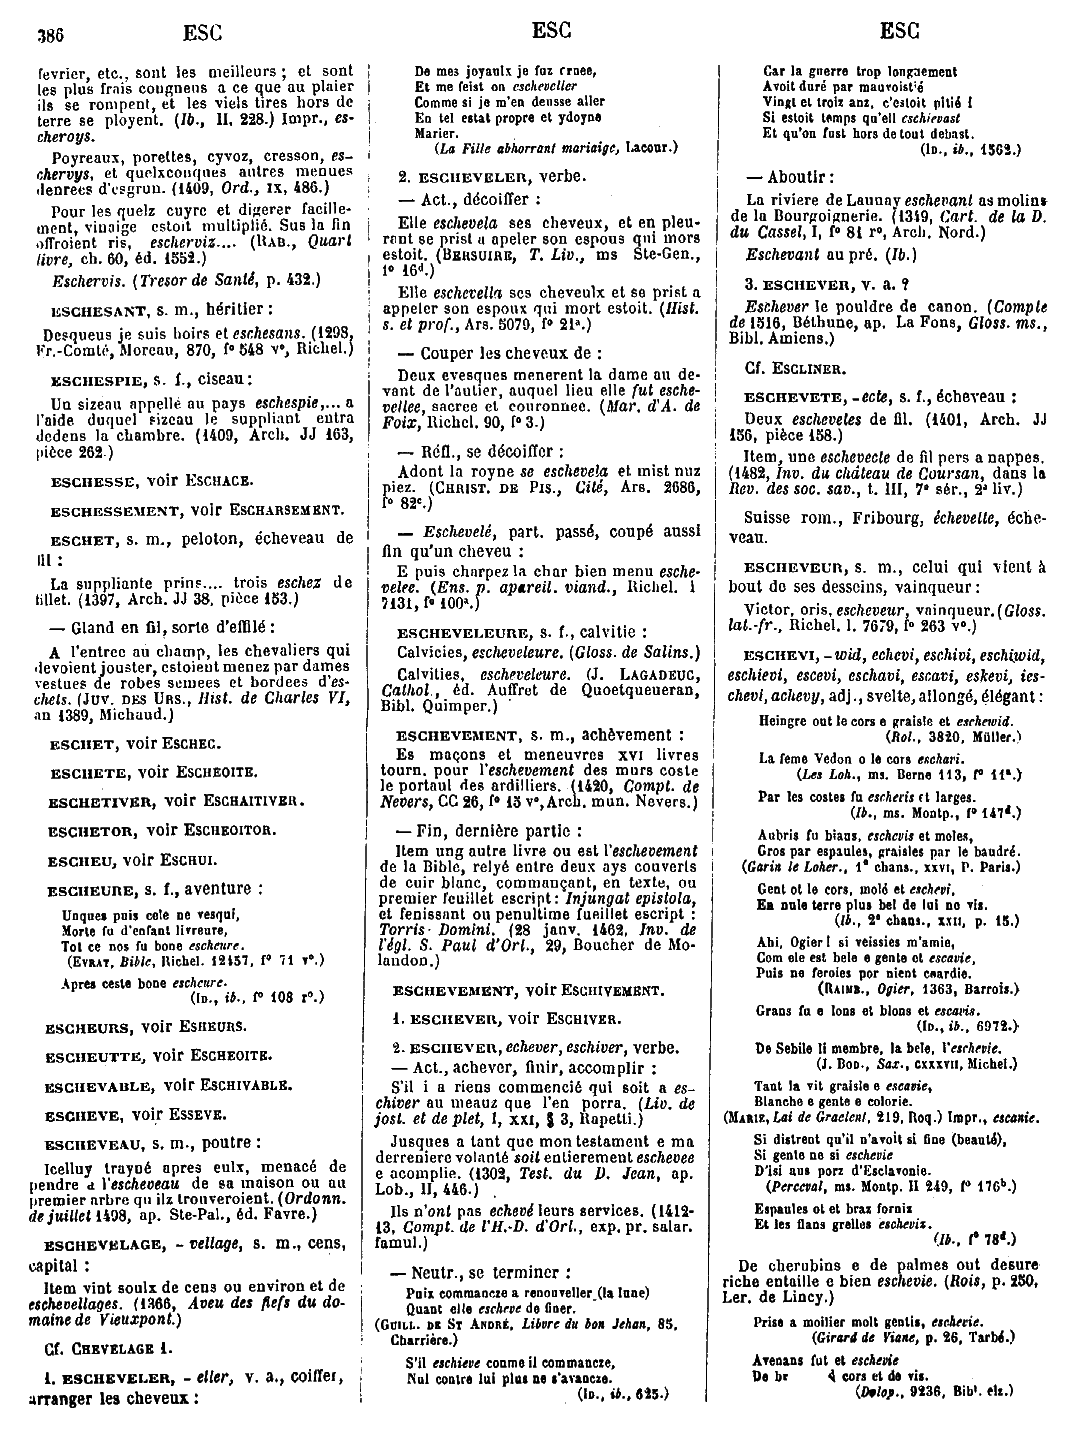 386 ESC ESC ESC
fevrier, etc., sont les meilleurs ; et sont
les plus frais cougneus a ce que au plaier
ils se rompent, et les viels tires hors de
terre se ployent. (Ib., II, 228.) Impr., es-
cheroys.
Poyreaux, porettes, cyvoz, cresson, es-
chervys, et quelxconques autres menues
denrees d'esgrun. (1409, Ord., IX, 486.)
Pour les quelz cuyre et digerer facille-
ment, vinaige estoit multiplié. Sus la fin
offroient ris, escherviz.... (RAB., Quart
livre, ch. 60, éd. 1552.)
Eschervis. (Tresor de Santé, p. 432.)
ESCHESANT, s. m., héritier :
Desqueus je suis hoirs et eschesans. (1298,
Fr.-Comté, Moreau, 870, f° 548 v°, Richel.)
ESCHESPIE, s. f., ciseau :
Un sizeau appellé au pays eschespie,... a
l'aide duquel sizeau le suppliant entra
dedens la chambre. (1409, Arch. JJ 163,
pièce 262.)
ESCHESSE, voir ESCHACE.
ESCHESSEMENT, voir ESCHARSEMENT.
ESCHET, s. m., peloton, écheveau de
fil :
La suppliante prins.... trois eschez de
fillet. (1397, Arch. JJ 38, pièce 153.)
— Gland en fil, sorte d'effilé :
A l'entree au champ, les chevaliers qui
devoient jouster, estoient menez par dames
vestues de robes semees et bordees d'es-
chets. (JUV. DES URS., Hist. de Charles VI,
an 1389, Michaud.)
ESCHET, voir ESCHEC.
ESCHETE, voir ESCHEOITE.
ESCHETIVER, voir ESCHAITIVER.
ESCHETOR, voir ESCHEOITOR.
ESCHEU, voir ESCHUI.
ESCHEURE, s. f., aventure :
Unques puis cele ne vesqui,
Morte fu d'enfant livreure,
Tot ce nos fu bone escheure.
(EVRAT, Bible, Richel. 12457, f° 71 v°.)
Apres ceste bone escheure.
(ID., ib., f° 108 r°.)
ESCHEURS, voir ESHEURS.
ESCHEUTTE, voir ESCHEOITE.
ESCHEVABLE, voir ESCHIVABLE.
ESCHEVE, voir ESSEVE.
ESCHEVEAU, s. m., poutre :
Icelluy trayné apres eulx, menacé de
pendre a l'escheveau de sa maison ou au
premier arbre qu ilz trouveroient. (Ordonn.
de juillet 1498, ap. Ste-Pal., éd. Favre.)
ESCHEVELAGE, - vellage, s. m., cens,
capital :
Item vint soulx de cens ou environ et de
eschevellages. (1366, Aveu des fiefs du do-
maine de Vieuxpont.)
Cf. CHEVELAGE 1.
1. ESCHEVELER, - eller, v. a., coiffer,
arranger les cheveux :
De mes joyaulx je fuz ornee,
Et me feist on escheveller
Comme si je m'en deusse aller
En tel estat propre et ydoyne
Marier.
(La Fille abhorrant mariaige, Lacour.)
2. ESCHEVELER, verbe.
— Act., décoiffer :
Elle eschevela ses cheveux, et en pleu-
rant se prist a apeler son espous qui mors
estoit. (BERSUIRE, T. Liv., ms Ste-Gen.,
f° 16d.)
Elle eschevella ses cheveulx et se prist a
appeler son espoux qui mort estoit. (Hist.
s. et prof., Ars. 5079, f° 21a.)
— Couper les cheveux de :
Deux evesques menerent la dame au de-
vant de l'autier, auquel lieu elle fut esche-
vellee, sacree et couronnee. (Mar. d'A. de
Foix, Richel. 90, f° 3.)
— Réfl., se décoiffer :
Adont la royne se eschevela et mist nuz
piez. (CHRIST. DE PIS., Cité, Ars. 2686,
f° 82c.)
— Eschevelé, part. passé, coupé aussi
fin qu'un cheveu :
E puis charpez la char bien menu esche-
velee. (Ens. p. apareil. viand., Richel. l
7131, f° 100a.)
ESCHEVELEURE, s. f., calvitie :
Calvicies, escheveleure. (Gloss. de Salins.)
Calvities, escheveleure. (J. LAGADEUC,
Cathol., éd. Auffret de Quoetqueueran,
Bibl. Quimper.)
ESCHEVEMENT, s. m., achèvement :
Es maçons et meneuvres XVI livres
tourn. pour l'eschevement des murs coste
le portaul des ardilliers. (1420, Compt. de
Nevers, CC 26, f° 15 v°, Arch. mun. Nevers.)
— Fin, dernière partie :
Item ung autre livre ou est l'eschevement
de la Bible, relyé entre deux ays couverls
de cuir blanc, commançant, en texte, ou
premier feuillet escript : Injungat epistola,
et fenissant ou penultime fueillet escript :
Torris Domini. (28 janv. 1462, Inv. de
l'égl. S. Paul d'Orl., 29, Boucher de Mo-
landon.)
ESCHEVEMENT, voir ESCHIVEMENT.
1. ESCHEVER, voir ESCHIVER.
2. ESCHEVER, echever, eschiver, verbe.
— Act., achever, finir, accomplir :
S'il i a riens commencié qui soit a es-
chiver au meauz que l'en porra. (Liv. de
jost. et de plet, I, XXI, § 3, Rapetti.)
Jusques a tant que mon testament e ma
derreniere volanté soit entierement eschevee
e acomplie. (1302, Test. du D. Jean, ap.
Lob., II, 446.)
Ils n'ont pas echevé leurs services. (1412-
13, Compt. de l'H.-D. d'Orl., exp. pr. salar.
famul.)
— Neutr., se terminer :
Puix commancze a renouveller (la lune)
Quant elle escheve de finer.
(GUILL. DE ST ANDRÉ, Libvre du bon Jehan, 85,
Charrière.)
S'il eschieve conme il commancze,
Nul contre lui plus ne s'avancze.
(ID., ib., 625.)
Car la guerre trop longuement
Avoit duré par mauvoistié
Vingt et troiz anz, c'estoit pitié !
Si estoit temps qu'ell eschievast
Et qu'on fust hors de tout debast.
(ID., ib., 1562.)
— Aboutir :
La riviere de Launay eschevant as molins
de la Bourgoignerie. (1349, Cart. de la D.
du Cassel, I, f° 81 r°, Arch. Nord.)
Eschevant au pré. (Ib.)
3. ESCHEVER, v. a. ?
Eschever le pouldre de canon. (Compte
de 1516, Béthune, ap. La Fons, Gloss. ms.,
Bibl. Amiens.)
Cf. ESCLINER.
ESCHEVETE, -ecte, s. f., écheveau :
Deux eschevetes de fil. (1401, Arch. JJ
156, pièce 158.)
Item, une eschevecte de fil pers a nappes.
(1482, Inv. du château de Coursan, dans la
Rev. des soc. sav., t. III, 7e sér., 2e liv.)
Suisse rom., Fribourg, échevette, éche-
veau.
ESCHEVEUR, s. m., celui qui vient à
bout de ses desseins, vainqueur :
Victor, oris, escheveur, vainqueur. (Gloss.
lat.-fr., Richel. l. 7679, f° 263 v°.)
ESCHEVI, - wid, echevi, eschivi, eschiwid,
eschievi, escevi, eschavi, escavi, eskevi, ies-
chevi, achevy, adj., svelte, allongé, élégant :
Heingre out le cors e graisle et eschewid.
(Rol., 3820, Müller.)
La feme Vedon o le cors eschari.
(Les Loh., ms. Berne 113, f° 11a.)
Par les costes fu escheris et larges.
(Ib., ms. Montp., f° 147d.)
Aubris fu biaus, eschevis et moles,
Gros par espaules, graisles par le baudré.
(Garin le Loher., 1e chans., XXVI, P. Paris.)
Gent ot le cors, molé et eschevi,
En nule terre plus bel de lui ne vis.
(Ib., 2e chans., XXII, p. 15.)
Ahi, Ogier ! si veissies m'amie,
Com ele est bele e gente et escavie,
Puis ne feroies por nient couardie.
(RAIMB., Ogier, 1363, Barrois.)
Grans fu e lons et blons et escavis.
(ID., ib., 6972.)
De Sebile li membre, la bele, l'eschevie.
(J. BOD., Sax., CXXXVII, Michel.)
Tant la vit graisle e escavie,
Blanche e gente e colorie.
(MARIE, Lai de Graelent, 219, Roq.) Impr., escanie.
Si distrent qu'il n'avoit si fine (beauté),
Si gente ne si eschevie
D'Isi aus porz d'Esclavonie.
(Perceval, ms. Montp. H 249, f° 176b.)
Espaules ot et braz forniz
Et les flans grelles escheviz.
(Ib., f° 78d.)
De cherubins e de palmes out desure
riche entaille e bien eschevie. (Rois, p. 250,
Ler. de Lincy.)
Prise a moilier molt gentis, eschevie.
(Girard de Viane, p. 26, Tarbé.)
Avenans fut et eschevie
De br cors et de vis.
(Dolop., 9236, Bibl. elz.)